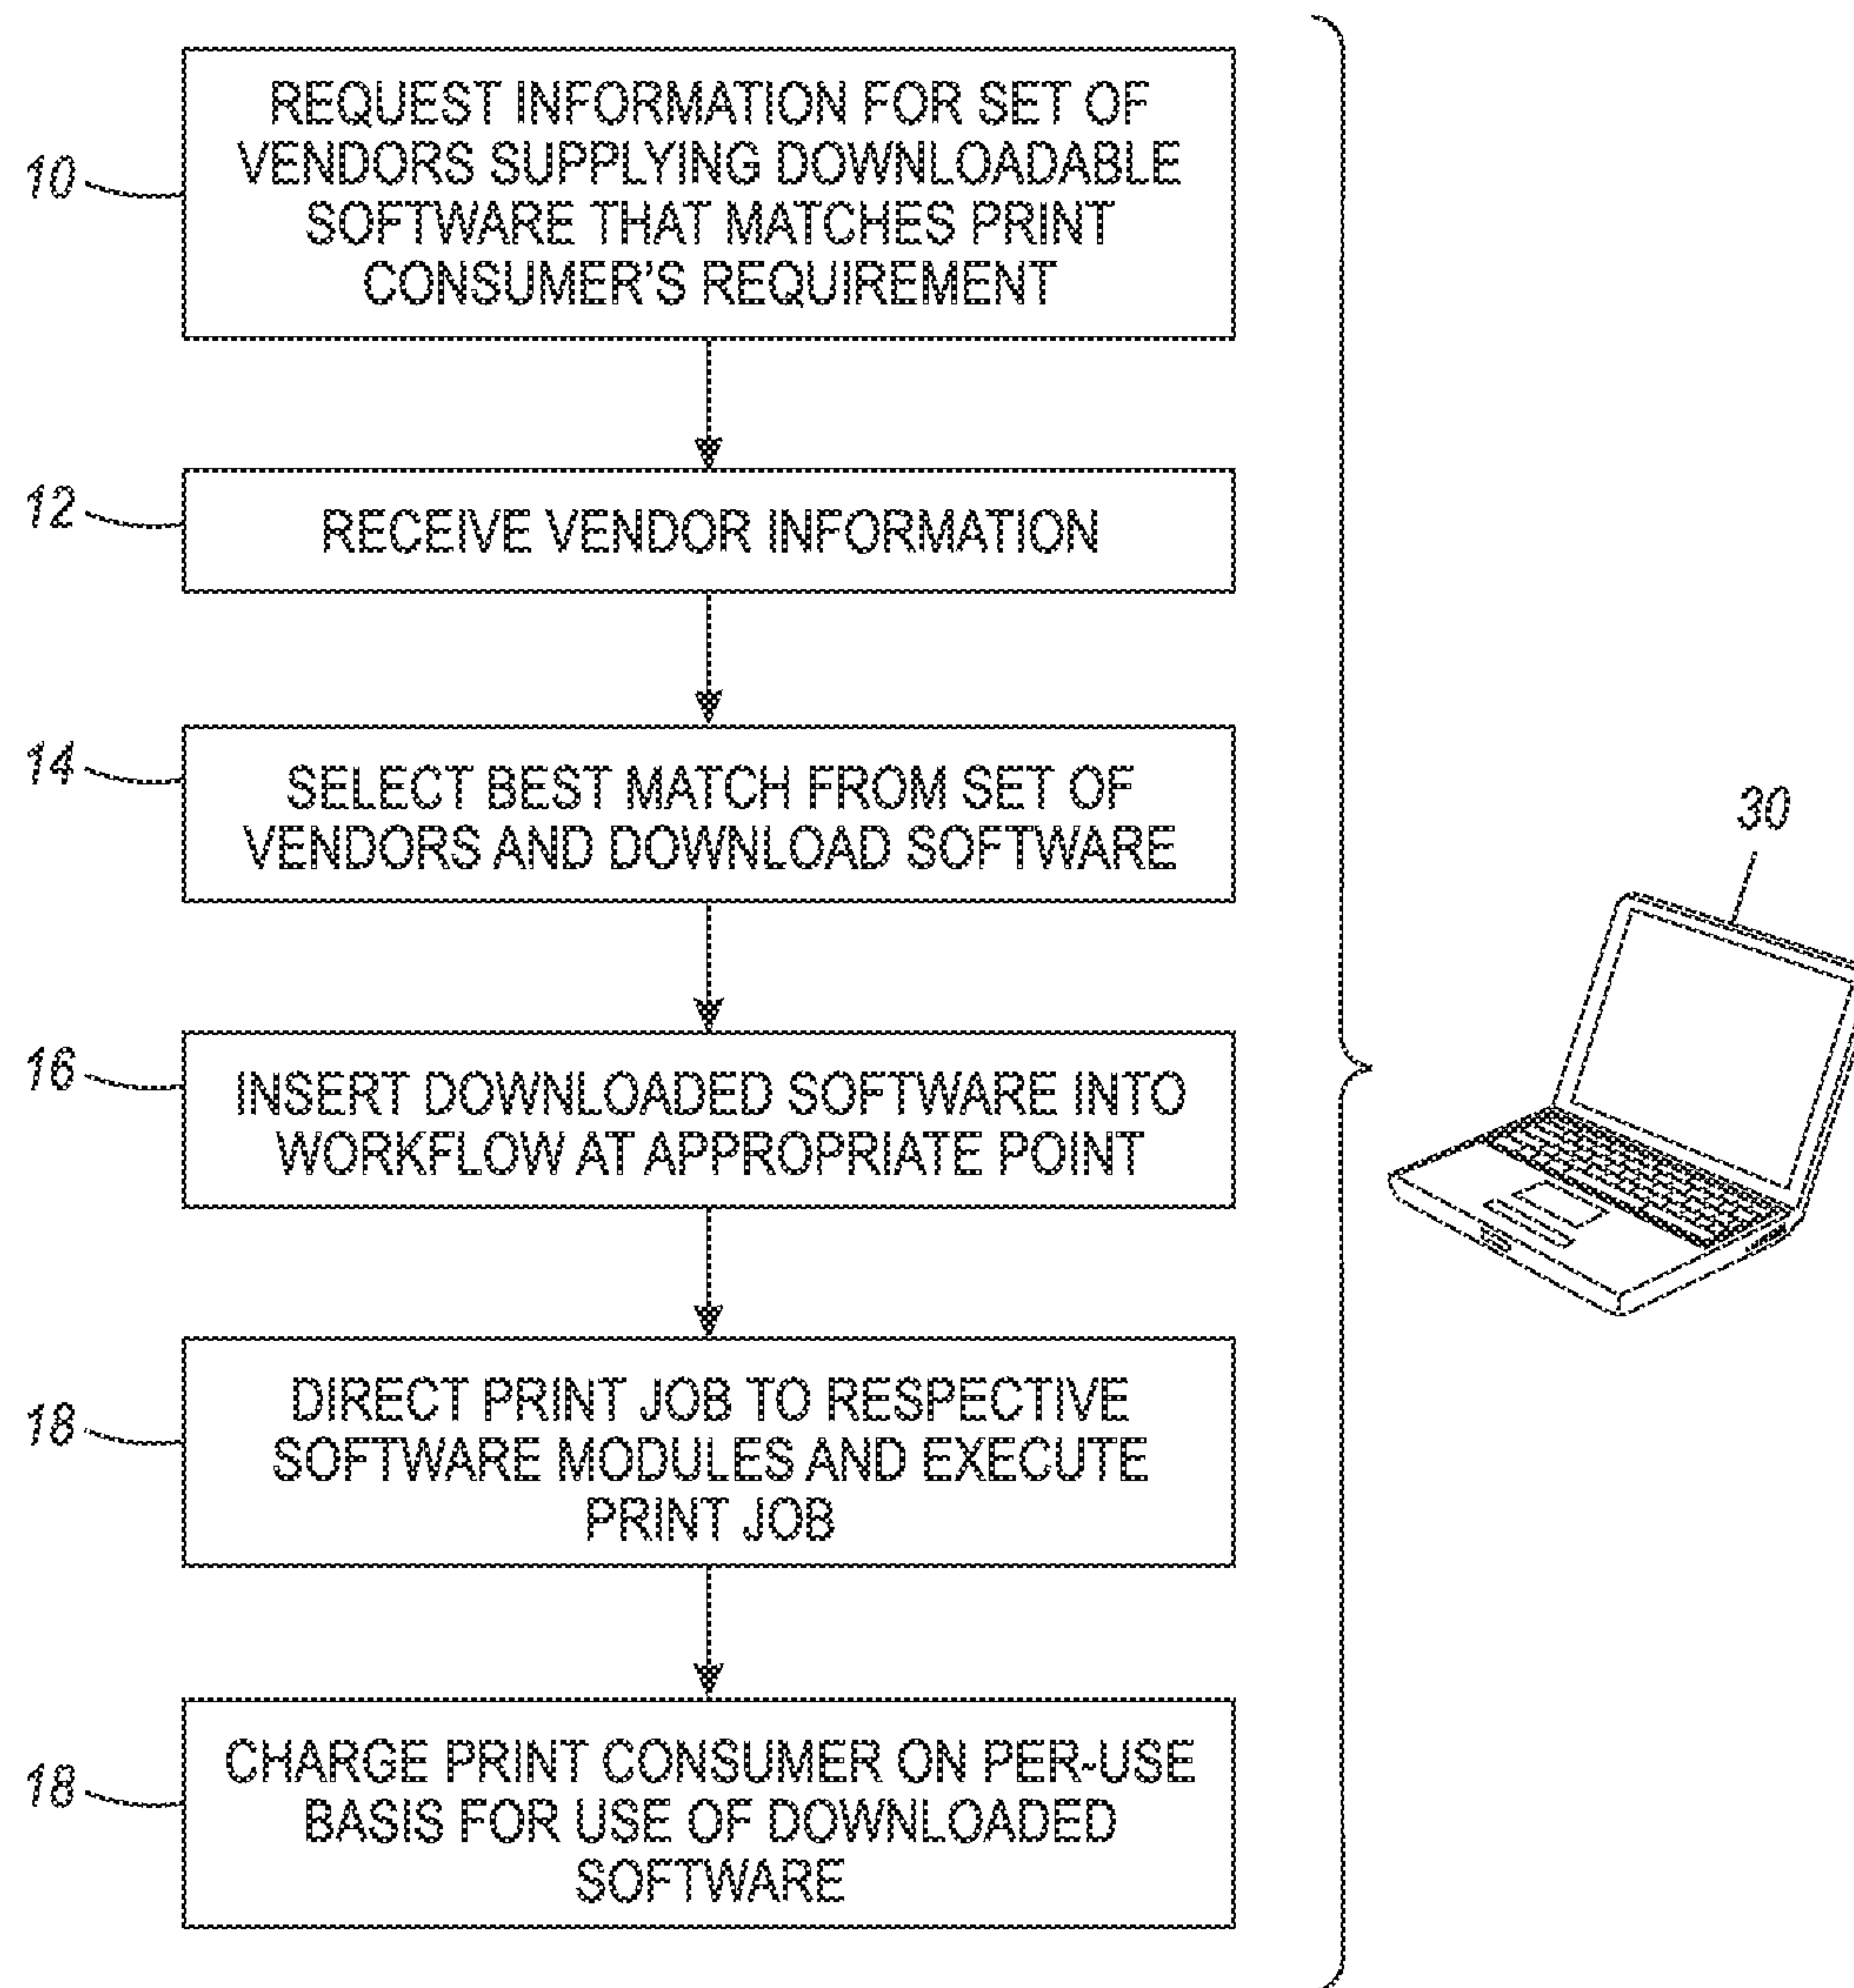 10
REQUEST INFORMATION FOR SET OF
VENDORS SUPPLYING DOWNLOADABLE
SOFTWARE THAT MATCHES PRINT
CONSUMER'S REQUIREMENT
12
RECEIVE VENDOR INFORMATION
14
SELECT BEST MATCH FROM SET OF
VENDORS AND DOWNLOAD SOFTWARE
30
16
INSERT DOWNLOADED SOFTWARE INTO
WORKFLOW AT APPROPRIATE POINT
18
DIRECT PRINT JOB TO RESPECTIVE
SOFTWARE MODULES AND EXECUTE
PRINT JOB
18
CHARGE PRINT CONSUMER ON PER-USE
BASIS FOR USE OF DOWNLOADED
SOFTWARE